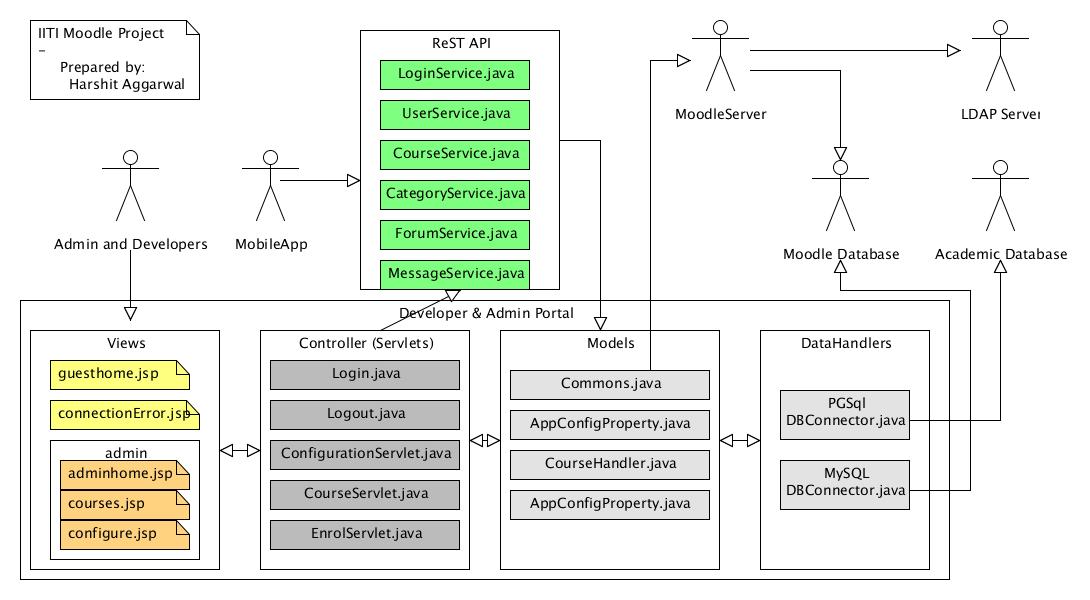 IITI Moodle Project
–
Prepared by:
Harshit Aggarwal
ReST API
LoginService.java
UserService.java
CourseService.java
CategoryService.java
ForumService.java
MessageService.java
MoodleServer
LDAP Server
Admin and Developers
MobileApp
Moodle Database
Academic Database
Developer & Admin Portal
Views
guesthome.jsp
connectionError.jsp
admin
adminhome.jsp
courses.jsp
configure.jsp
Controller (Servlets)
Login.java
Logout.java
ConfigurationServlet.java
CourseServlet.java
EnrolServlet.java
Models
Commons.java
AppConfigProperty.java
CourseHandler.java
AppConfigProperty.java
DataHandlers
PGSql
DBConnector.java
MySQL
DBConnector.java